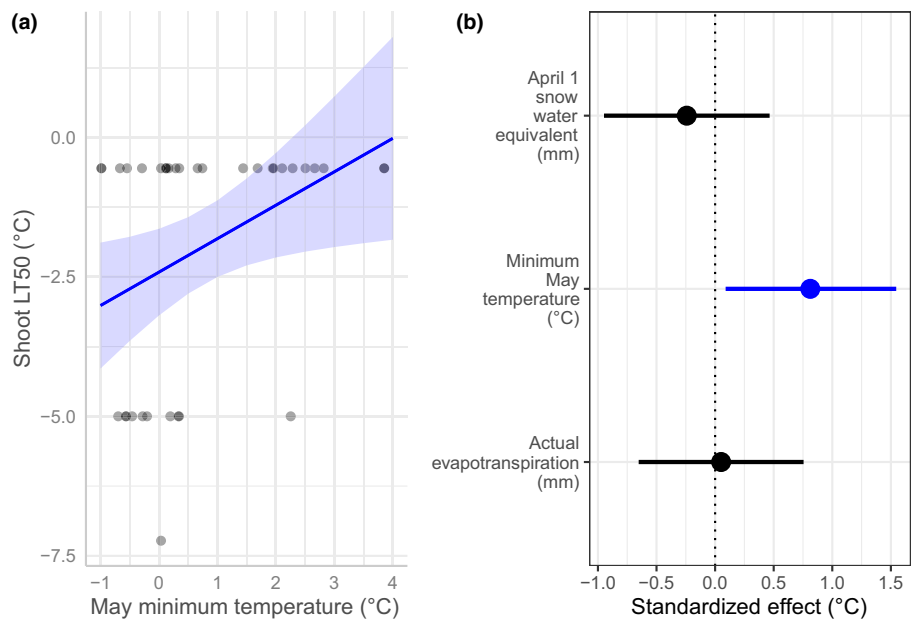 (a)
Shoot LT50 (°C)
0.0
−2.5
−5.0
−7.5
−1 0 1 2 3 4
May minimum temperature (°C)
(b)
April 1
snow
water
equivalent
(mm)
Minimum
May
temperature
(°C)
Actual
evapotranspiration
(mm)
−1.0 −0.5 0.0 0.5 1.0 1.5
Standardized effect (°C)